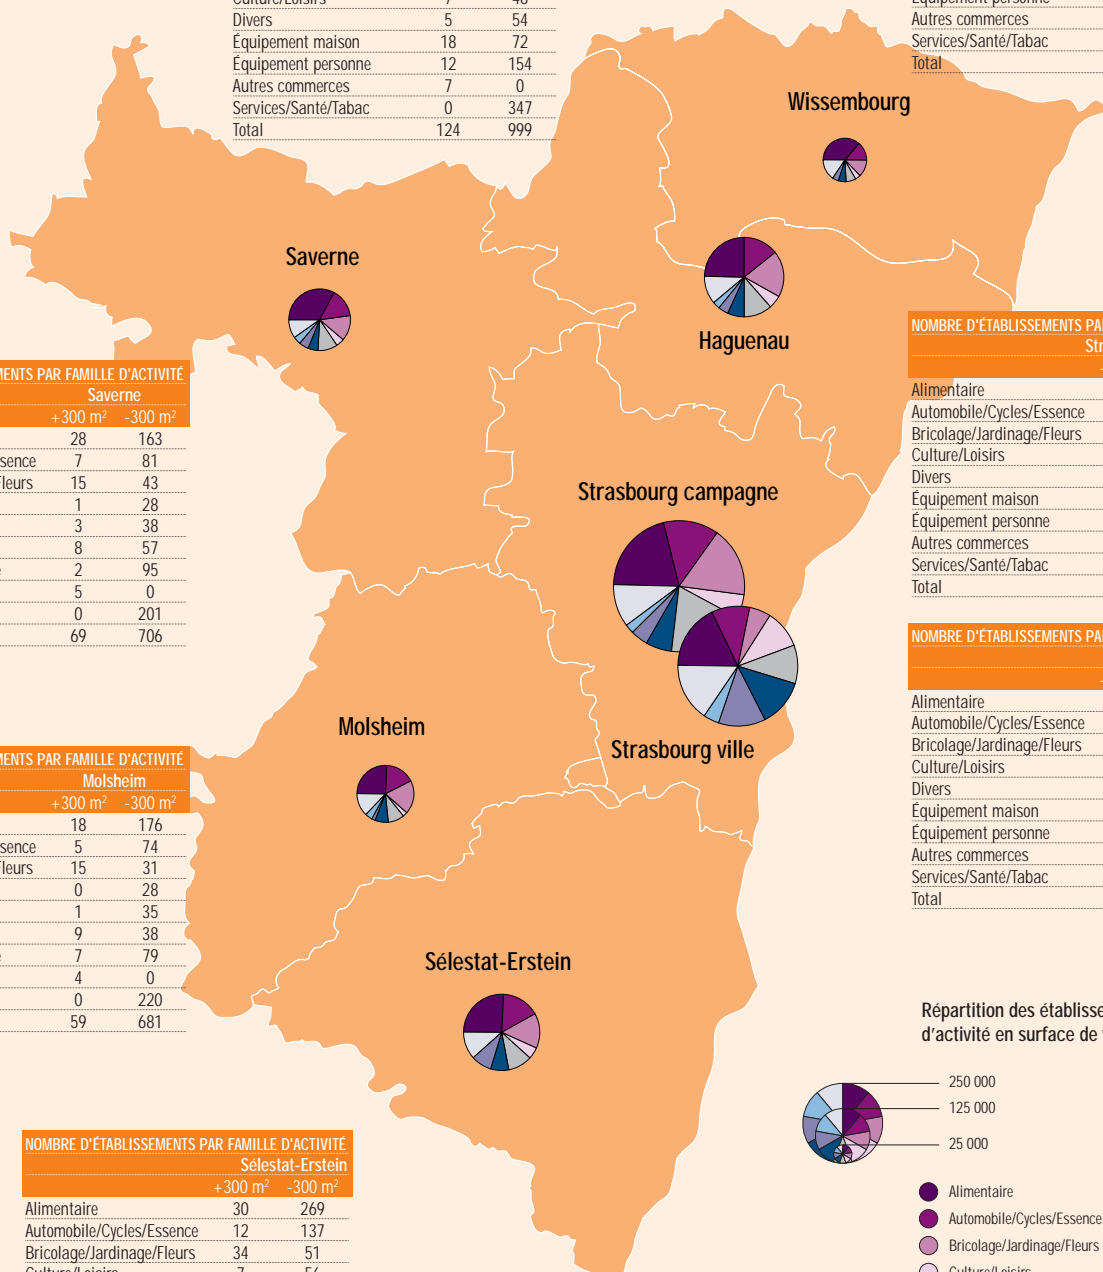 Divers 5 54
Équipement maison 18 72
Équipement personne 12 154
Autres commerces 7 0
Services/Santé/Tabac 0 347
Total 124 999
Autres commerces
Services/Santé/Tabac
Total
Wissembourg
Saverne
Haguenau
Strasbourg campagne
Strasbourg ville
Molsheim
Sélestat-Erstein
MENTS PAR FAMILLE D'ACTIVITÉ
Saverne
+300 m² -300 m²
28 163
sence 7 81
Fleurs 15 43
1 28
3 38
8 57
e 2 95
5 0
0 201
69 706
MENTS PAR FAMILLE D'ACTIVITÉ
Molsheim
+300 m² -300 m²
18 176
sence 5 74
Fleurs 15 31
0 28
1 35
9 38
e 7 79
4 0
0 220
59 681
NOMBRE D'ÉTABLISSEMENTS PAR FAMILLE D'ACTIVITÉ
Sélestat-Erstein
+300 m² -300 m²
Alimentaire 30 269
Automobile/Cycles/Essence 12 137
Bricolage/Jardinage/Fleurs 34 51
NOMBRE D'ÉTABLISSEMENTS PA
Str
Alimentaire
Automobile/Cycles/Essence
Bricolage/Jardinage/Fleurs
Culture/Loisirs
Divers
Équipement maison
Équipement personne
Autres commerces
Services/Santé/Tabac
Total
NOMBRE D'ÉTABLISSEMENTS PA
Alimentaire
Automobile/Cycles/Essence
Bricolage/Jardinage/Fleurs
Culture/Loisirs
Divers
Équipement maison
Équipement personne
Autres commerces
Services/Santé/Tabac
Total
Répartition des établisse
d'activité en surface de
250 000
125 000
25 000
Alimentaire
Automobile/Cycles/Essence
Bricolage/Jardinage/Fleurs
Culture/Loisirs